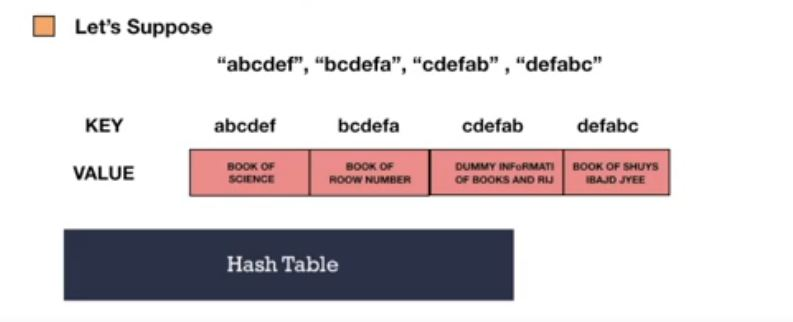 Let's Suppose
“abcdef”, “bcdefa”, “cdefab” , “defabc”
KEY abcdef bcdefa cdefab defabc
VALUE
BOOK OF SCIENCE
BOOK OF ROOW NUMBER
DUMMY INFoRMATI OF BOOKS AND RIJ
BOOK OF SHUYS IBAJD JYEE
Hash Table